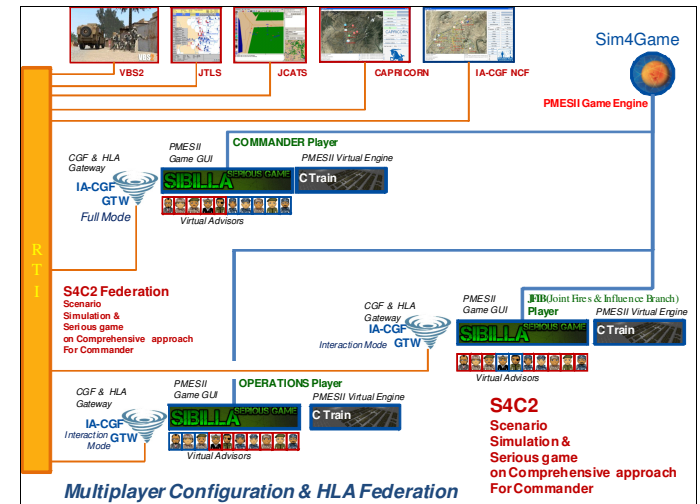 Sim4Game
VBS2
VBS2
JTLS
JCATS
CAPRICORN
CAPRICORN
IA-CGF NCF
PMESII Game Engine
COMMANDER Player
PMESII
Game GUI
PMESII Virtual Engine
CGF & HLA
Gateway
IA-CGF
GTW
Full Mode
SIBILLA
SERIOUS GAME
CTrain
Virtual Advisors
R
T
I
S4C2 Federation
Scenario
Simulation &
Serious game
on Comprehensive approach
For Commander
JFIB(Joint Fires & Influence Branch)
Player
PMESII
Game GUI
PMESII Virtual Engine
CGF & HLA
Gateway
IA-CGF
GTW
Interaction Mode
SIBILLA
SERIOUS GAME
CTrain
Virtual Advisors
OPERATIONS Player
PMESII
Game GUI
PMESII Virtual Engine
CGF & HLA
Gateway
IA-CGF
GTW
Interaction
Mode
SIBILLA
SERIOUS GAME
CTrain
Virtual Advisors
S4C2
Scenario
Simulation &
Serious game
on Comprehensive approach
For Commander
Multiplayer Configuration & HLA Federation